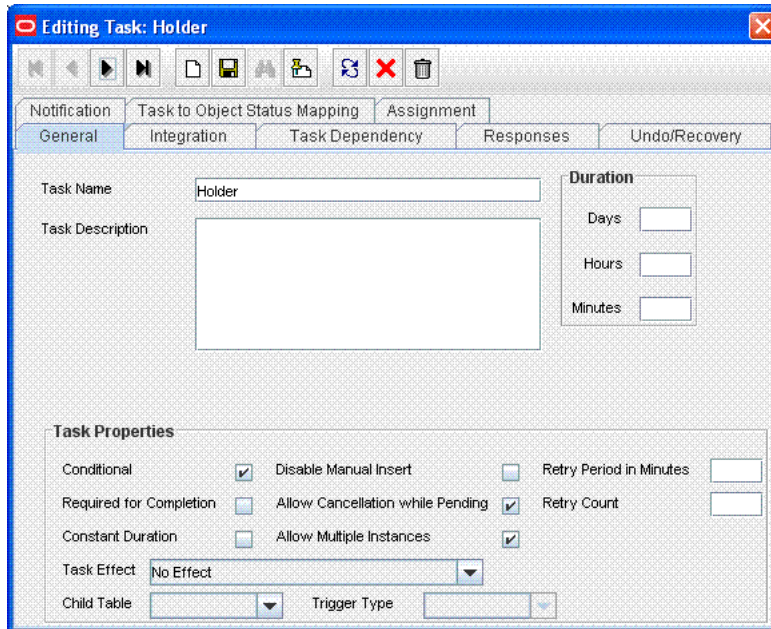 Editing Task: Holder
Notification Task to Object Status Mapping Assignment
General Integration Task Dependency Responses Undo/Recovery
Task Name Holder
Duration
Days
Task Description
Hours
Minutes
Task Properties
Conditional Disable Manual Insert Retry Period in Minutes
Required for Completion Allow Cancellation while Pending Retry Count
Constant Duration Allow Multiple Instances
Task Effect No Effect
Child Table Trigger Type